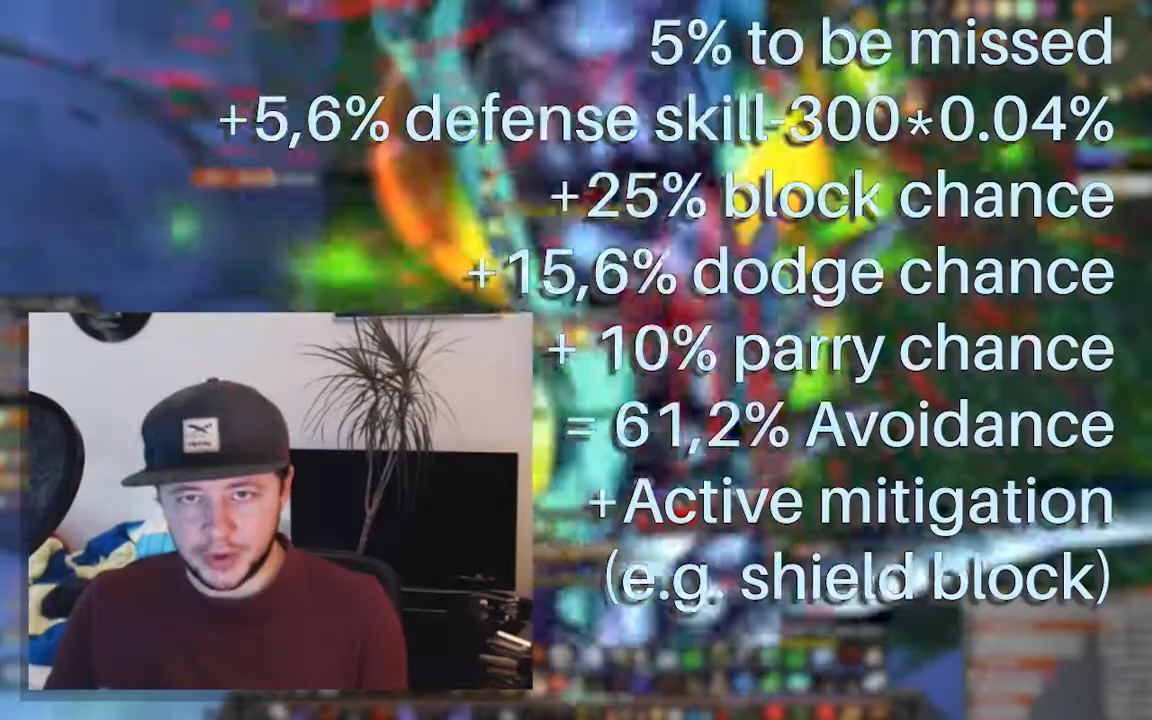 5% to be missed
+5,6% defense skill-300*0.04%
+25% block chance
+15,6% dodge chance
+ 10% parry chance
= 61,2% Avoidance
+Active mitigation
(e.g. shield block)